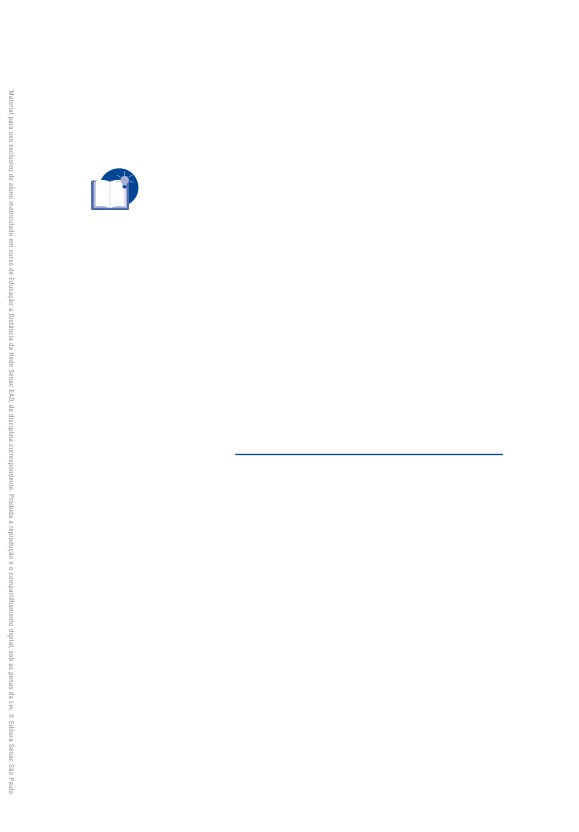 Material para uso exclusivo de aluno matriculado em curso de Educação a Distância da Rede Senac EAD, da disciplina correspondente. Proibida a reprodução e o compartilhamento digital, sob as penas da Lei. © Editora Senac São Paulo.